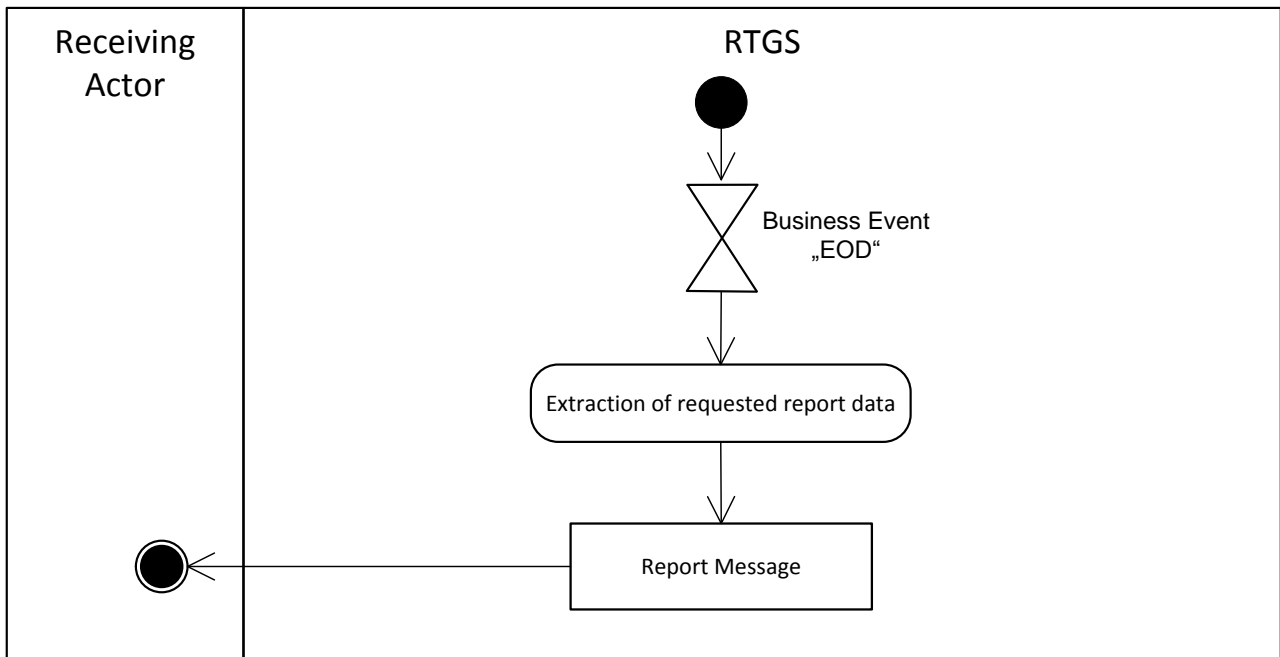 Receiving
Actor
RTGS
Business Event
„EOD“
Extraction of requested report data
Report Message